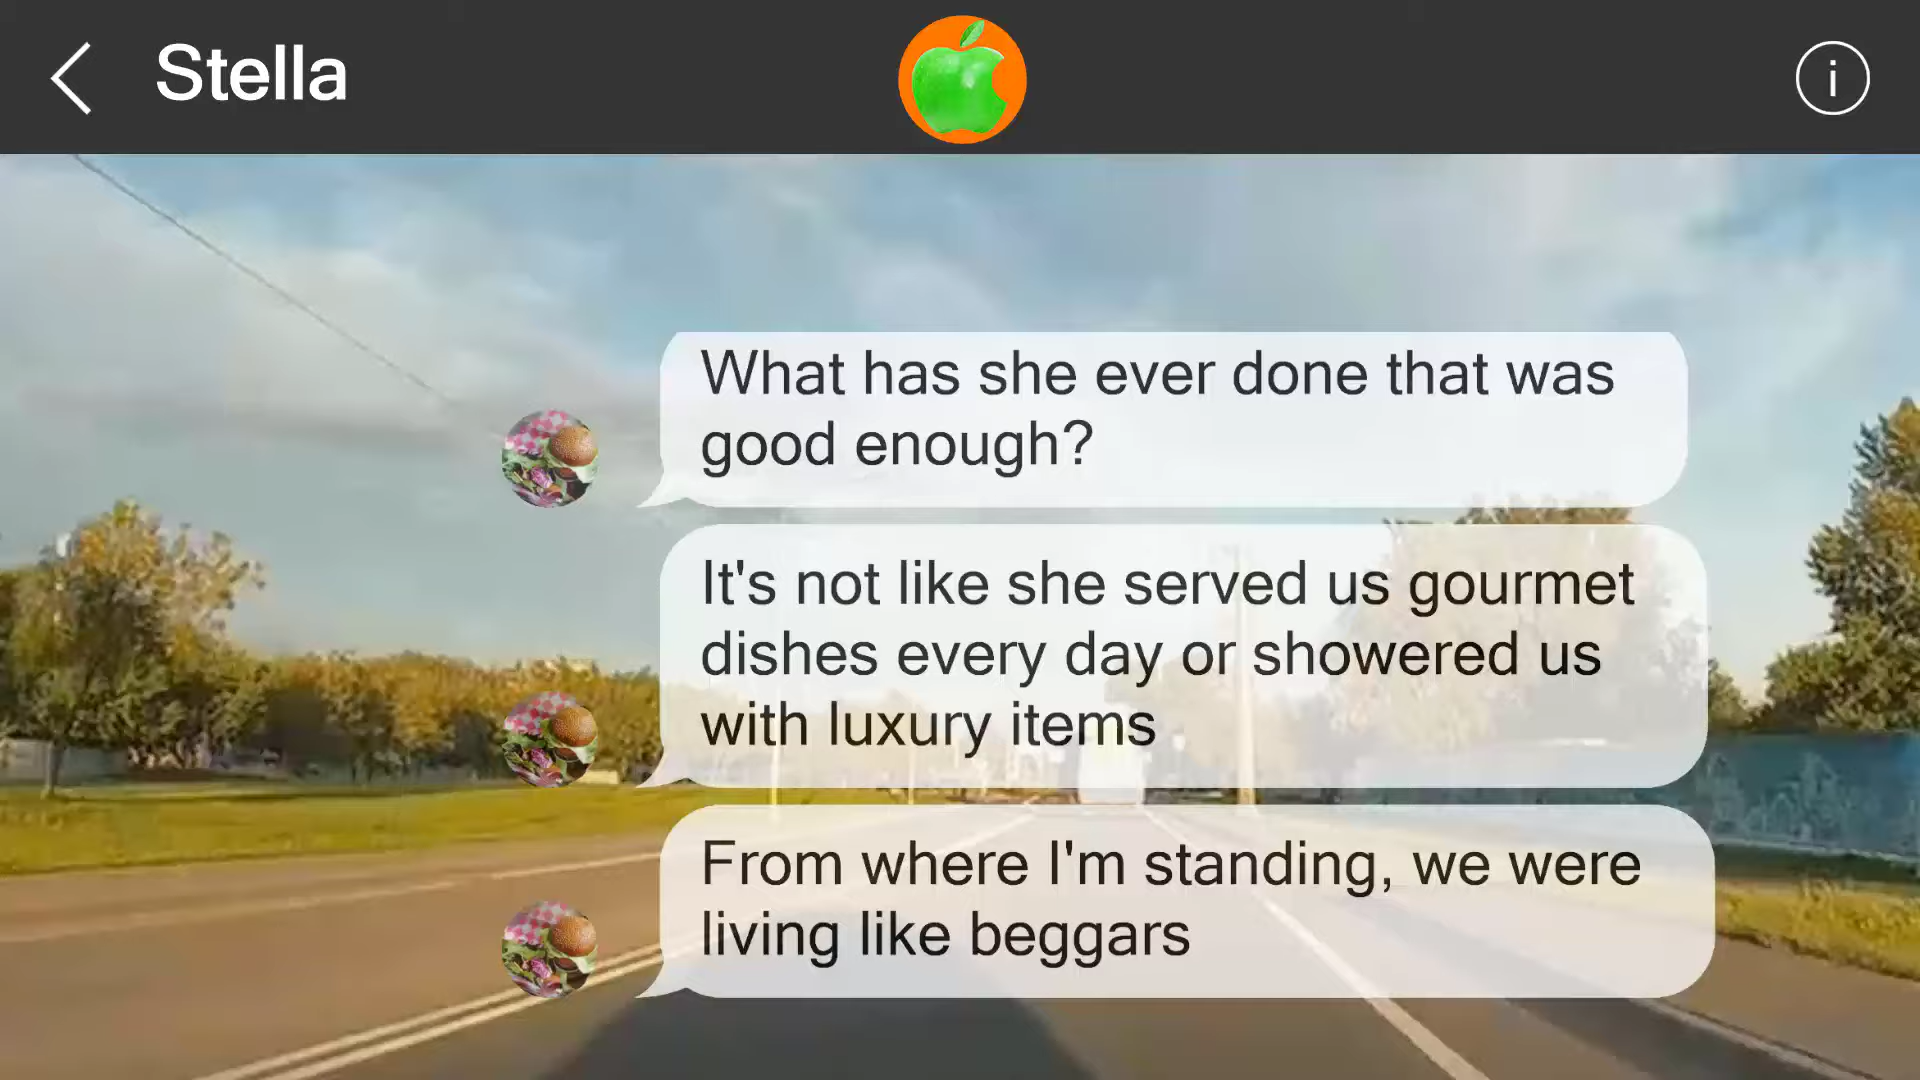 Stella
What has she ever done that was
good enough?
It's not like she served us gourmet
dishes every day or showered us
with luxury items
From where I'm standing, we were
living like beggars